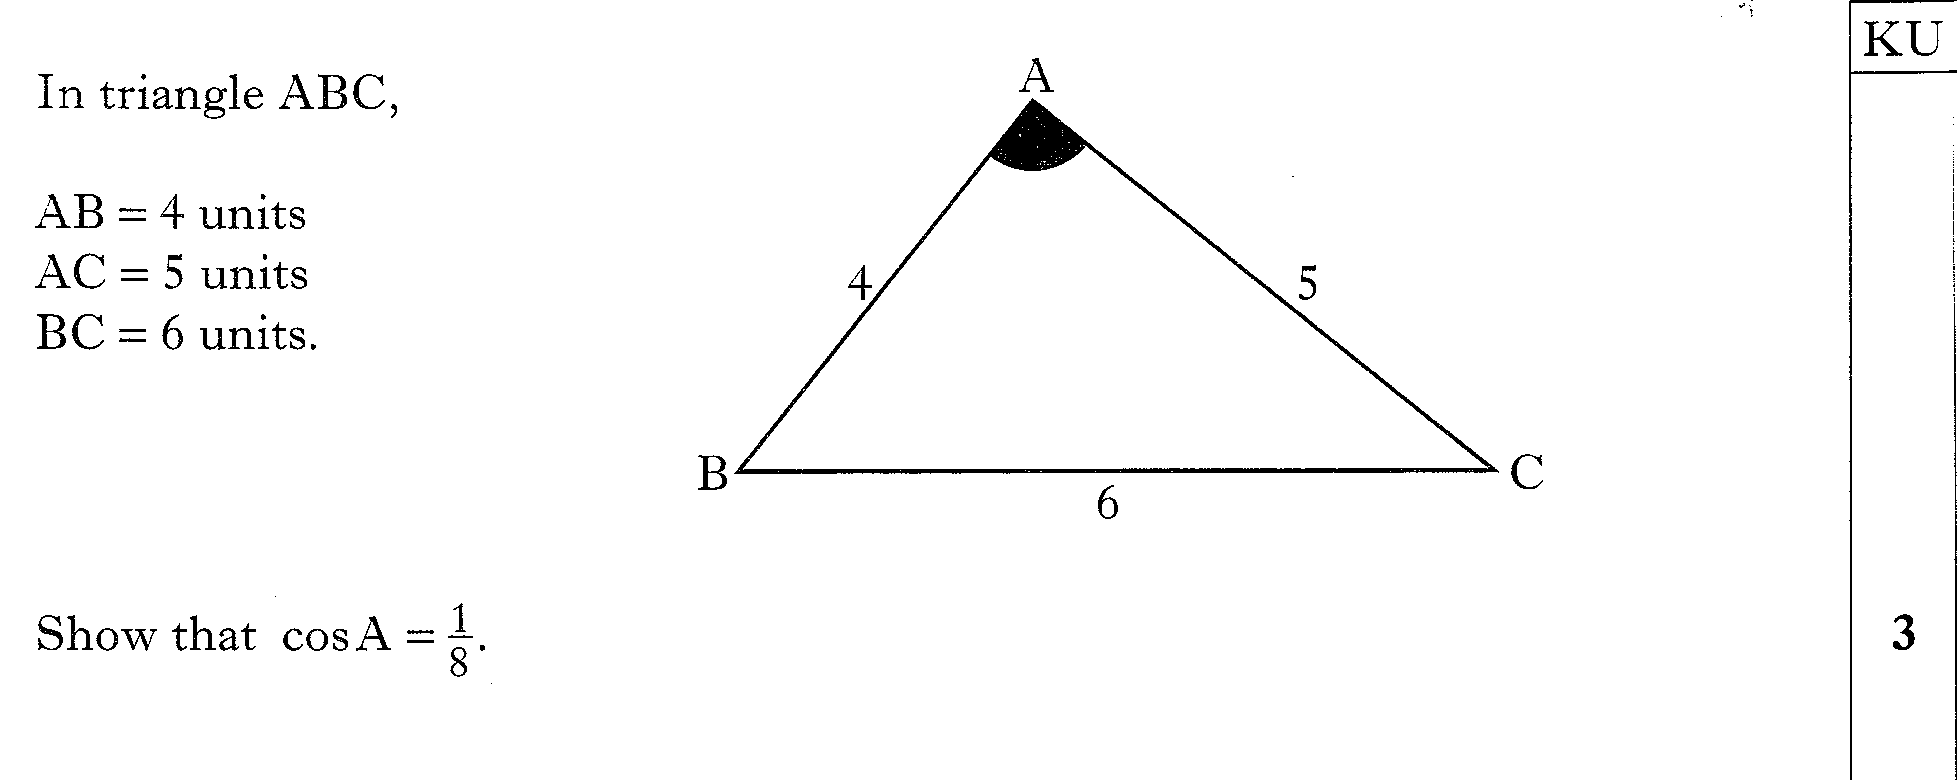 KU
In triangle ABC,
AB = 4 units
AC = 5 units
BC = 6 units.
A
4
5
B
C
6
Show that cos A = 1/8.
3